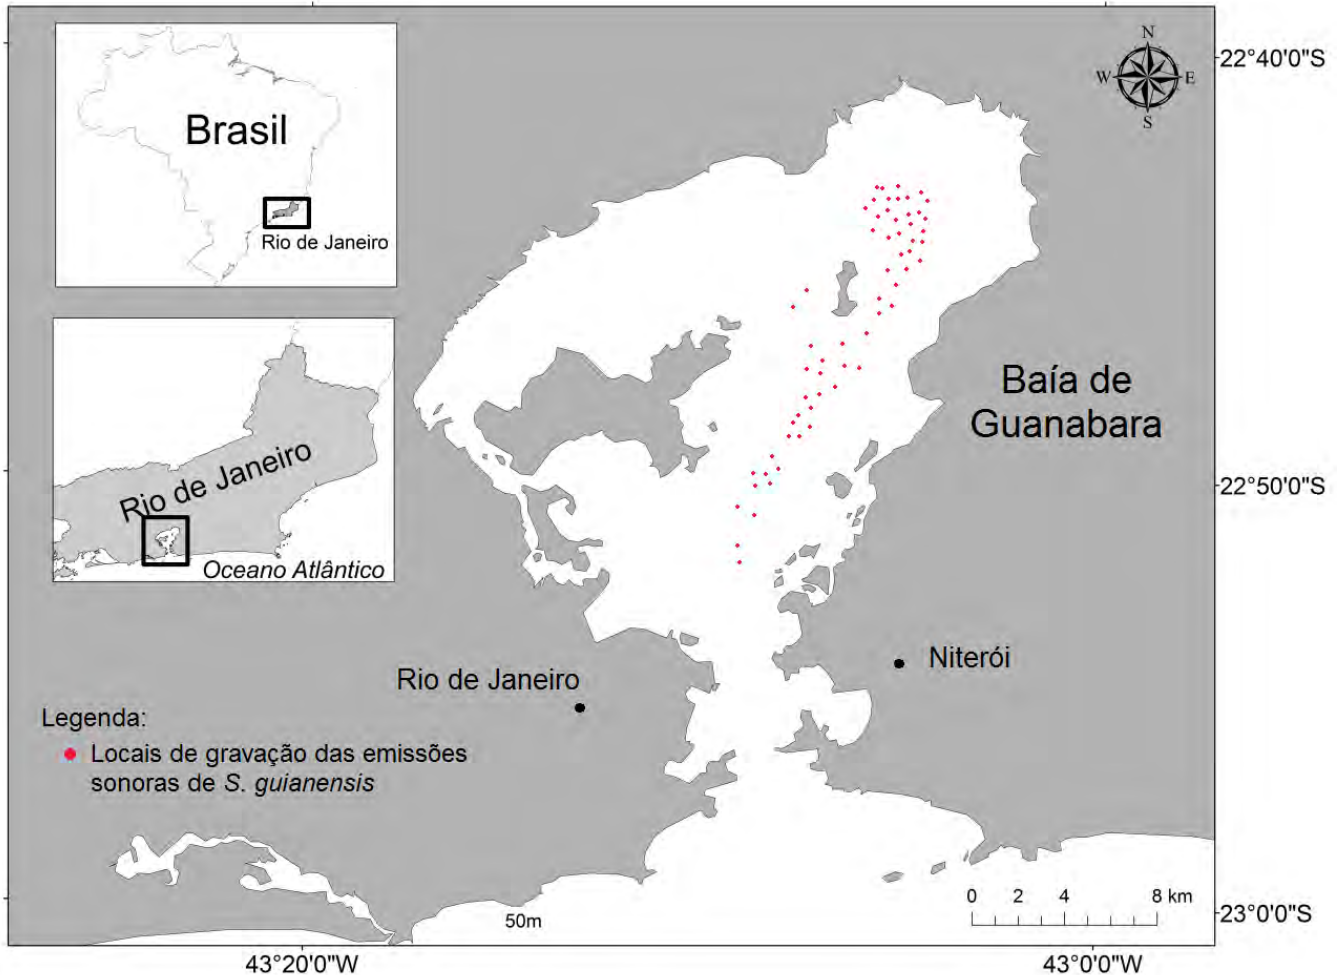 Brasil
Rio de Janeiro
Rio de Janeiro
Oceano Atlântico
N
W
E
S
22°40'0"S
Baía de
Guanabara
22°50'0"S
Niterói
Rio de Janeiro
Legenda:
Locais de gravação das emissões
sonoras de S. guianensis
0 2 4 8 km
50m
23°0'0"S
43°20'0"W
43°0'0"W